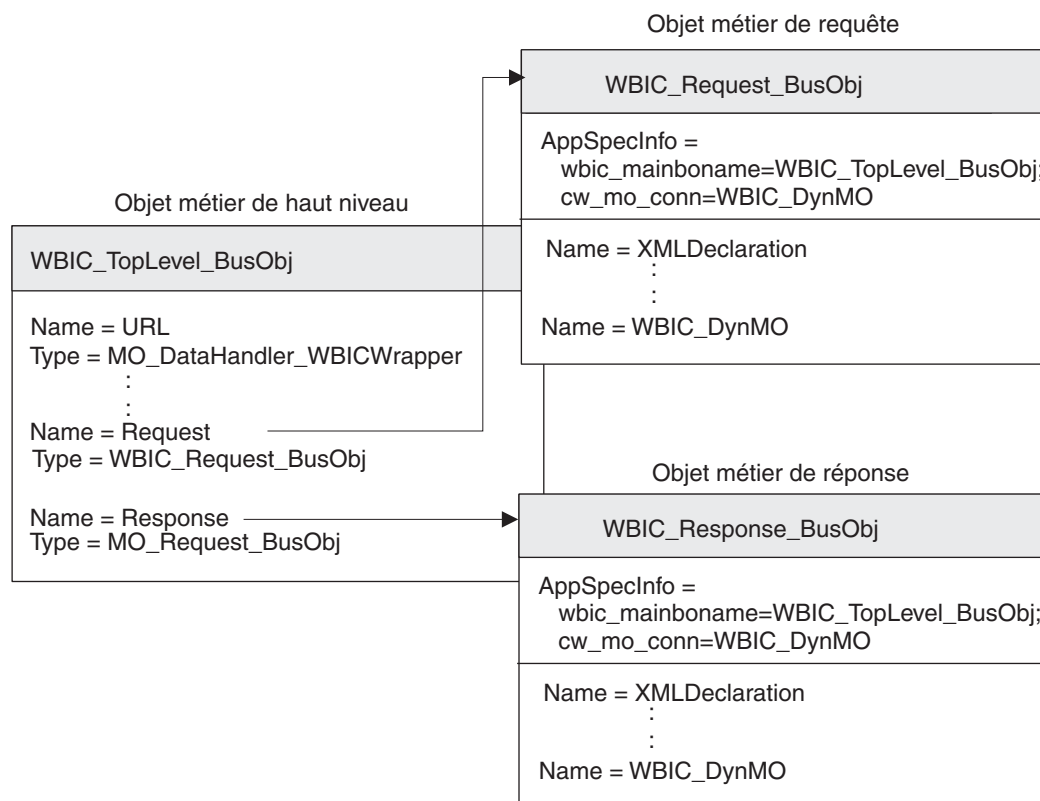 Objet métier de requête
WBIC_Request_BusObj
AppSpecInfo =
wbic_mainboname=WBIC_TopLevel_BusObj;
cw_mo_conn=WBIC_DynMO
Name = XMLDeclaration
:
:
Name = WBIC_DynMO
Objet métier de haut niveau
WBIC_TopLevel_BusObj
Name = URL
Type = MO_DataHandler_WBICWrapper
:
:
Name = Request
Type = WBIC_Request_BusObj
Name = Response
Type = MO_Request_BusObj
Objet métier de réponse
WBIC_Response_BusObj
AppSpecInfo =
wbic_mainboname=WBIC_TopLevel_BusObj;
cw_mo_conn=WBIC_DynMO
Name = XMLDeclaration
:
:
Name = WBIC_DynMO